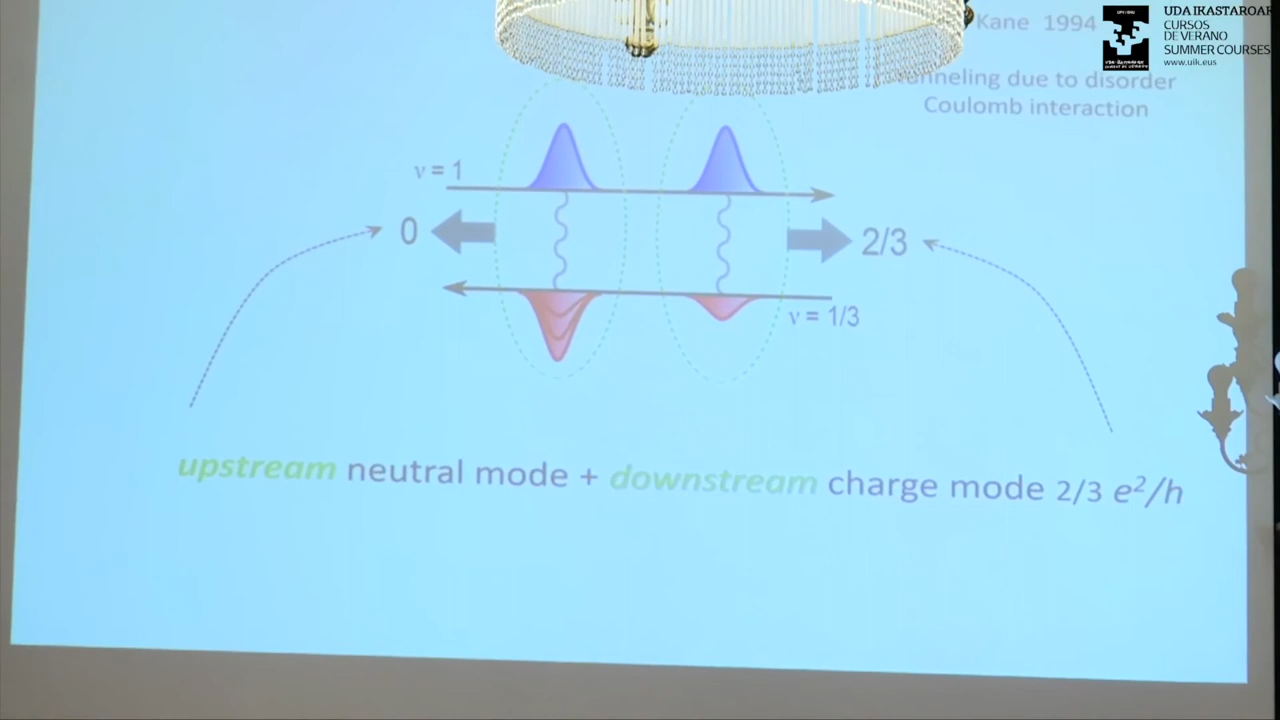 Kane 1994
due to disorder
Coulomb interaction
ν = 1
0
2/3
ν = 1/3
upstream neutral mode + downstream charge mode 2/3 e²/h
UDA IKASTAROAK
CURSOS
DE VERANO
SUMMER COURSES
www.uik.eus